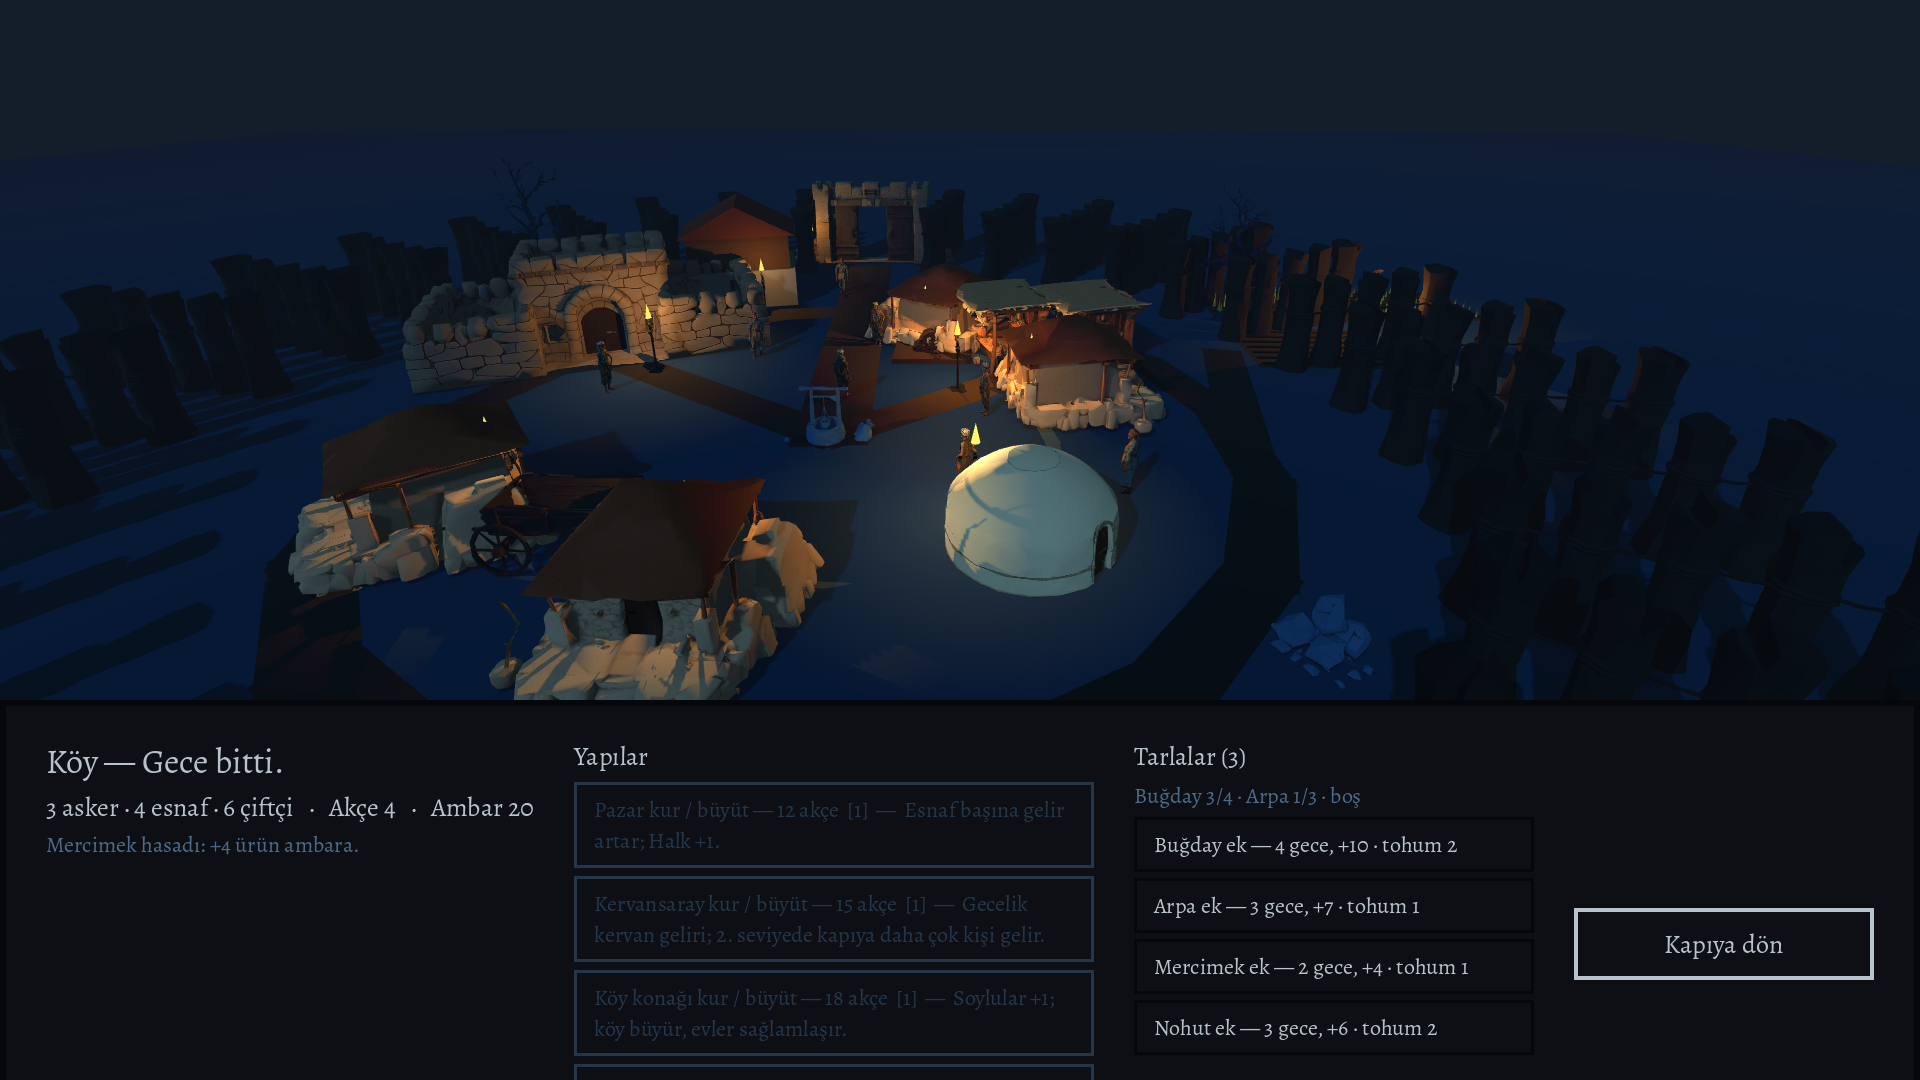 Köy — Gece bitti.
3 asker · 4 esnaf · 6 çiftçi · Akçe 4 · Ambar 20
Mercimek hasadı: +4 ürün ambara.
Yapılar
Pazar kur / büyüt — 12 akçe [1] — Esnaf başına gelir
artar; Halk +1.
Kervansaray kur / büyüt — 15 akçe [1] — Gecelik
kervan geliri; 2. seviyede kapıya daha çok kişi gelir.
Köy konağı kur / büyüt — 18 akçe [1] — Soylular +1;
köy büyür, evler sağlamlaşır.
Tarlalar (3)
Buğday 3/4 · Arpa 1/3 · boş
Buğday ek — 4 gece, +10 · tohum 2
Arpa ek — 3 gece, +7 · tohum 1
Mercimek ek — 2 gece, +4 · tohum 1
Nohut ek — 3 gece, +6 · tohum 2
Kapıya dön